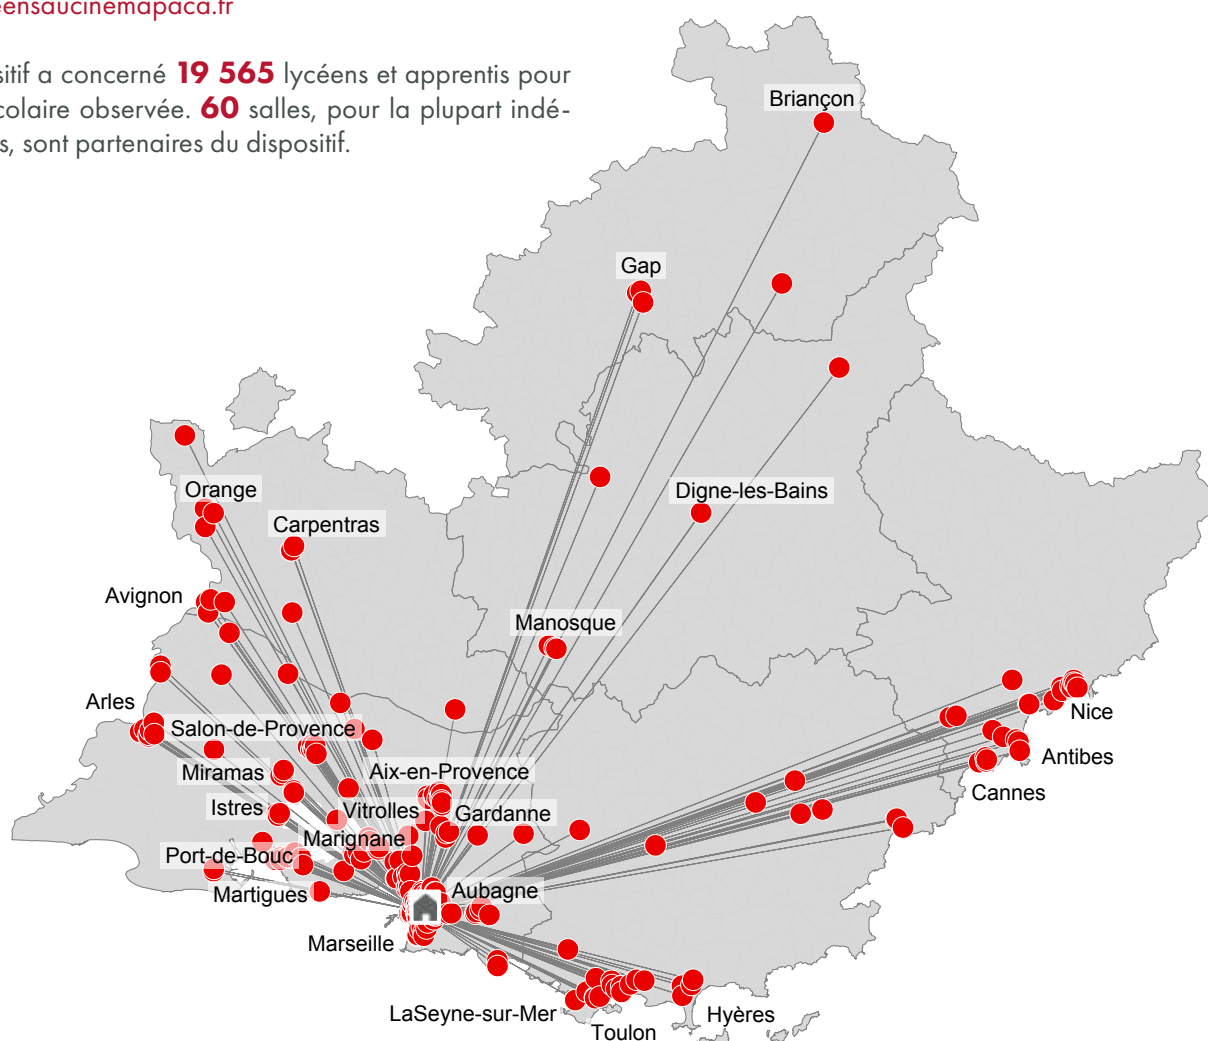 ensaucinemapaca.fr
sitif a concerné 19 565 lycéens et apprentis pour
colaire observée. 60 salles, pour la plupart indé-
s, sont partenaires du dispositif.
Briançon
Gap
Orange
Digne-les-Bains
Carpentras
Avignon
Manosque
Arles
Nice
Salon-de-Provence
Antibes
Miramas
Aix-en-Provence
Cannes
Istres
Vitrolles
Gardanne
Marignane
Port-de-Bouc
Martigues
Aubagne
Marseille
LaSeyne-sur-Mer
Hyères
Toulon